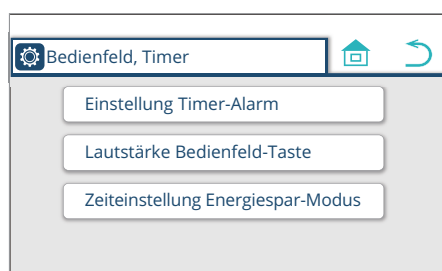 Bedienfeld, Timer
Einstellung Timer-Alarm
Lautstärke Bedienfeld-Taste
Zeiteinstellung Energiespar-Modus